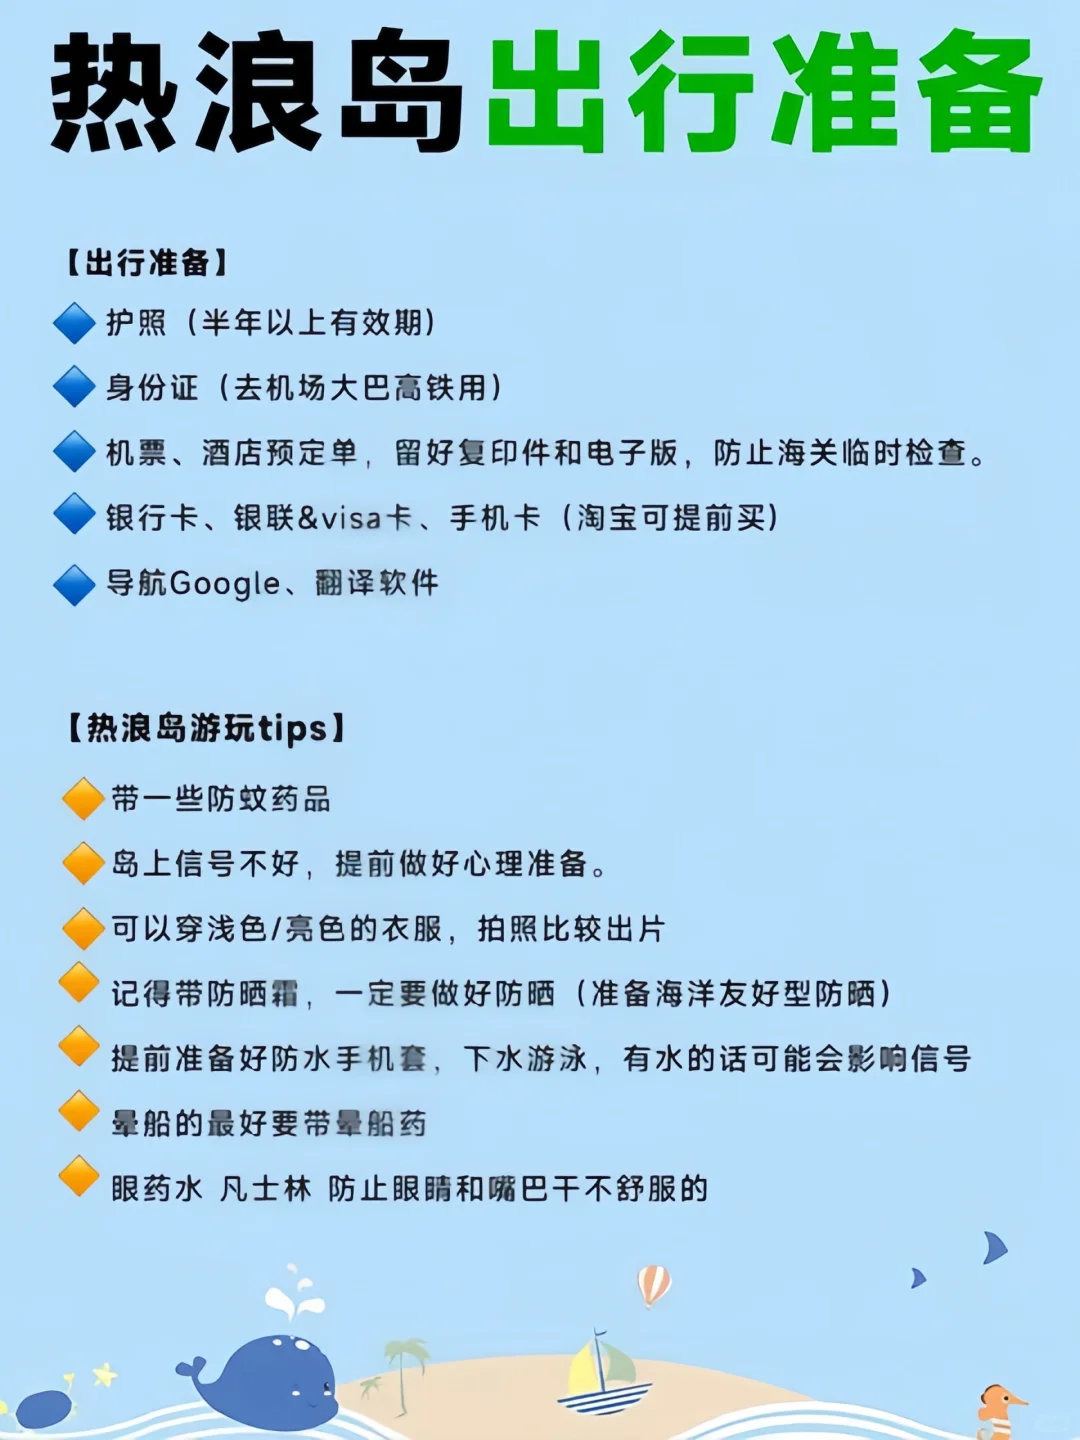 热浪岛出行准备
【出行准备】
护照（半年以上有效期）
身份证（去机场大巴高铁用）
机票、酒店预定单，留好复印件和电子版，防止海关临时检查。
银行卡、银联&visa卡、手机卡（淘宝可提前买）
导航Google、翻译软件
【热浪岛游玩tips】
带一些防蚊药品
岛上信号不好，提前做好心理准备。
可以穿浅色/亮色的衣服，拍照比较出片
记得带防晒霜，一定要做好防晒（准备海洋友好型防晒）
提前准备好防水手机套，下水游泳，有水的话可能会影响信号
晕船的最好要带晕船药
眼药水 凡士林 防止眼睛和嘴巴干不舒服的